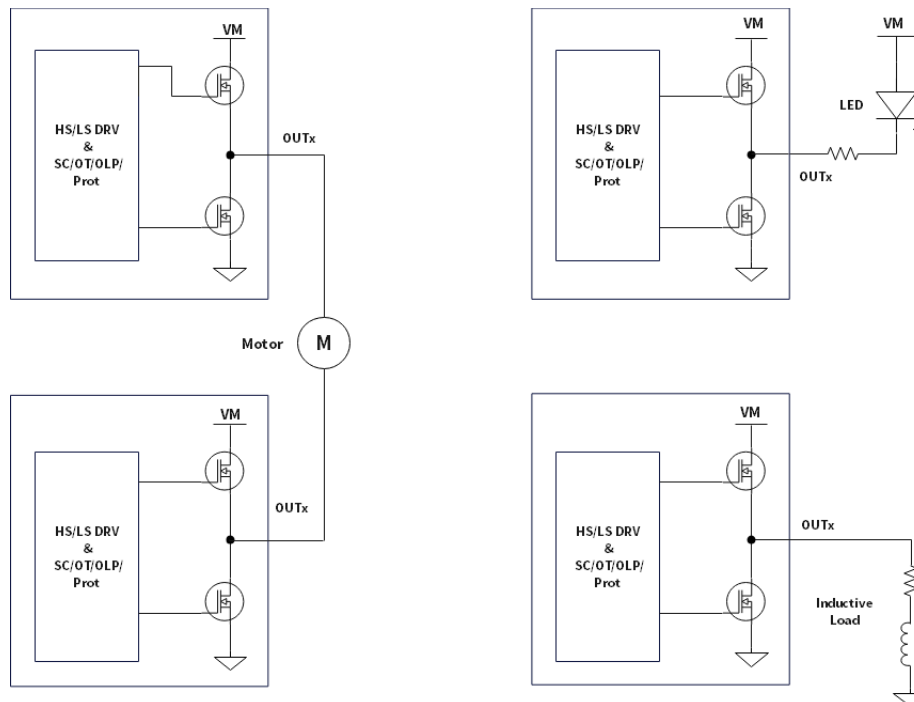 VM
HS/LS DRV
&
SC/OT/OLP/
Prot
OUTx
VM
HS/LS DRV
&
SC/OT/OLP/
Prot
OUTx
VM
LED
Motor
M
VM
HS/LS DRV
&
SC/OT/OLP/
Prot
OUTx
VM
HS/LS DRV
&
SC/OT/OLP/
Prot
OUTx
Inductive
Load